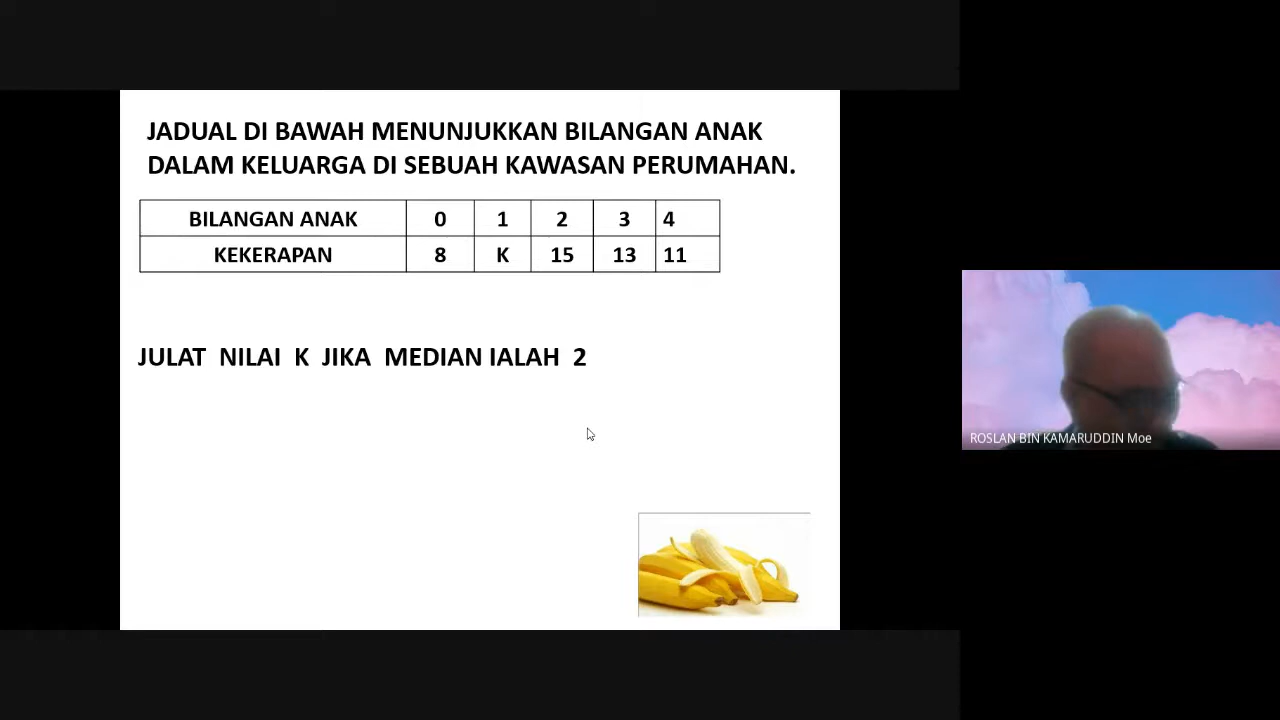 JADUAL DI BAWAH MENUNJUKKAN BILANGAN ANAK
DALAM KELUARGA DI SEBUAH KAWASAN PERUMAHAN.
BILANGAN ANAK 0 1 2 3 4
KEKERAPAN 8 K 15 13 11
JULAT NILAI K JIKA MEDIAN IALAH 2
ROSLAN BIN KAMARUDDIN Moe